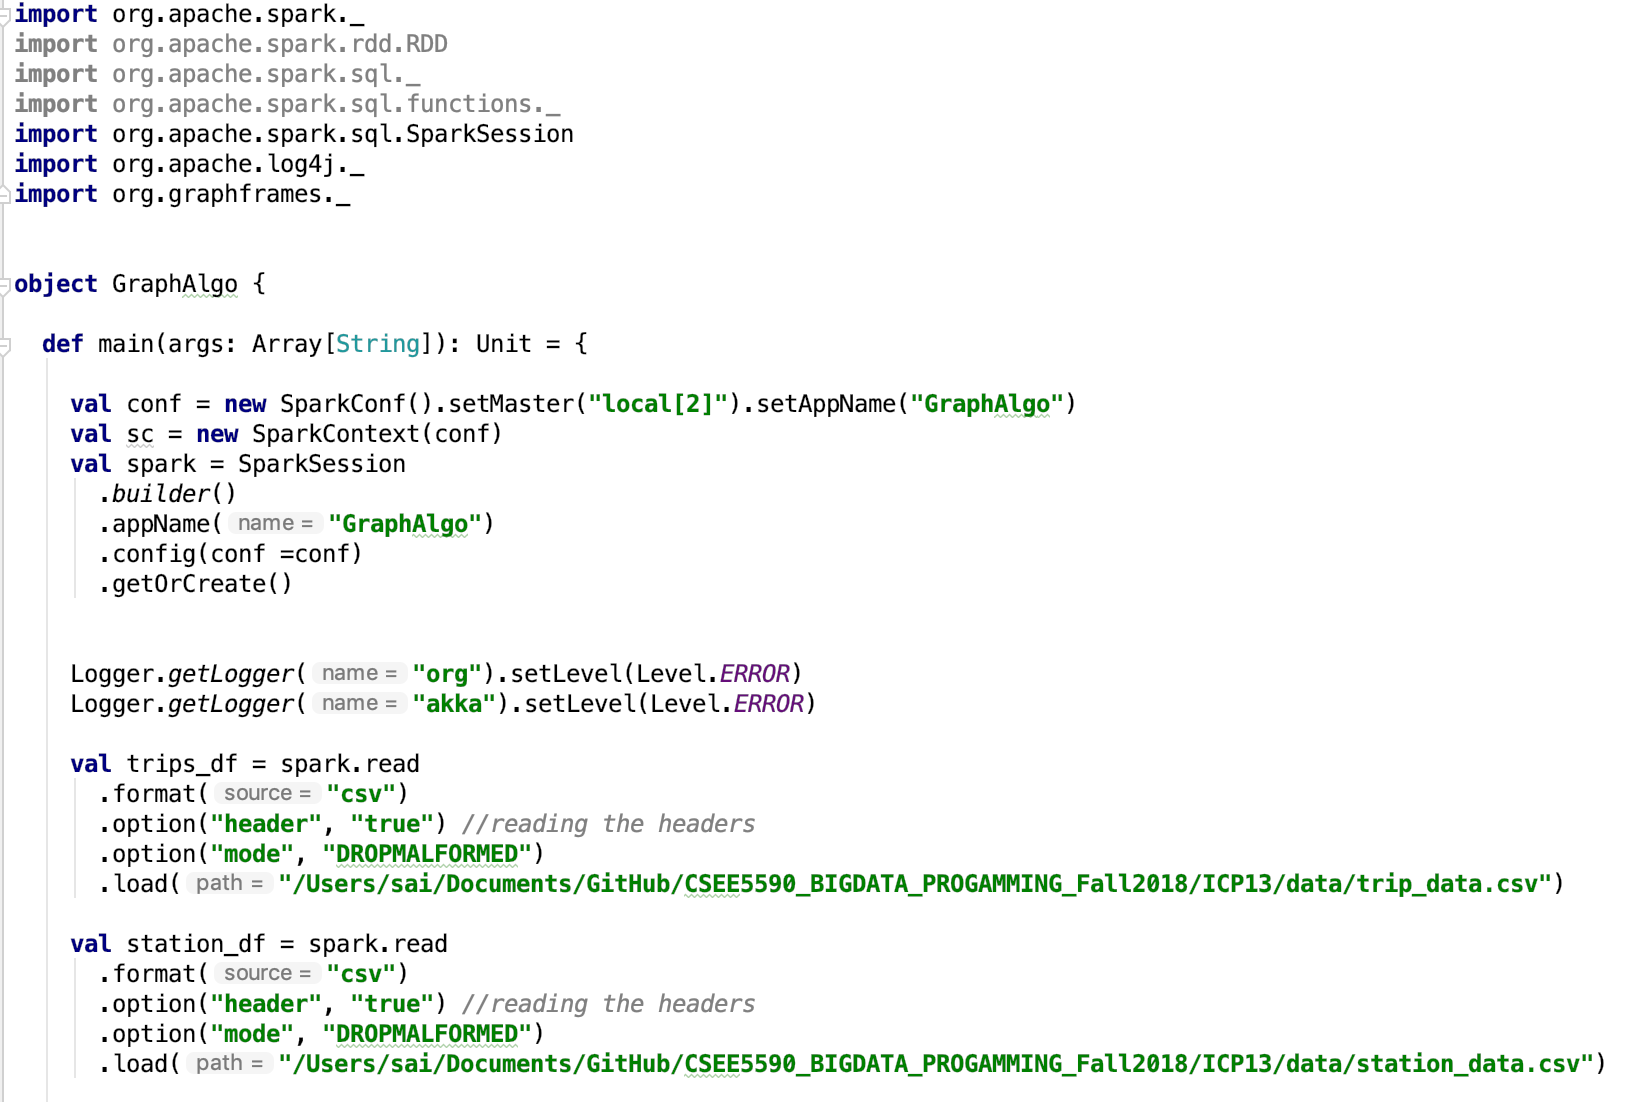 import org.apache.spark._
import org.apache.spark.rdd.RDD
import org.apache.spark.sql._
import org.apache.spark.sql.functions._
import org.apache.spark.sql.SparkSession
import org.apache.log4j._
import org.graphframes._
object GraphAlgo {
def main(args: Array[String]): Unit = {
val conf = new SparkConf().setMaster("local[2]").setAppName("GraphAlgo")
val sc = new SparkContext(conf)
val spark = SparkSession
.builder()
.appName( name = "GraphAlgo")
.config(conf =conf)
.getOrCreate()
Logger.getLogger( name = "org").setLevel(Level.ERROR)
Logger.getLogger( name = "akka").setLevel(Level.ERROR)
val trips_df = spark.read
.format( source = "csv")
.option("header", "true") //reading the headers
.option("mode", "DROPMALFORMED")
.load( path = "/Users/sai/Documents/GitHub/CSEE5590_BIGDATA_PROGAMMING_Fall2018/ICP13/data/trip_data.csv")
val station_df = spark.read
.format( source = "csv")
.option("header", "true") //reading the headers
.option("mode", "DROPMALFORMED")
.load( path = "/Users/sai/Documents/GitHub/CSEE5590_BIGDATA_PROGAMMING_Fall2018/ICP13/data/station_data.csv")